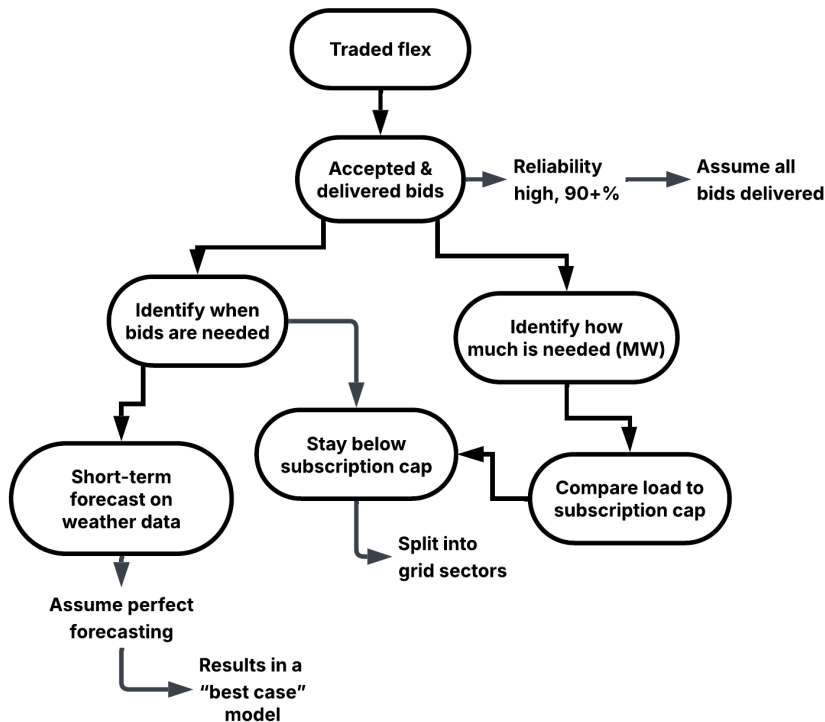 Traded flex
Accepted &
delivered bids
Reliability
high, 90+%
Assume all
bids delivered
Identify when
bids are needed
Identify how
much is needed (MW)
Stay below
subscription cap
Short-term
forecast on
weather data
Compare load to
subscription cap
Split into
grid sectors
Assume perfect
forecasting
Results in a
“best case”
model